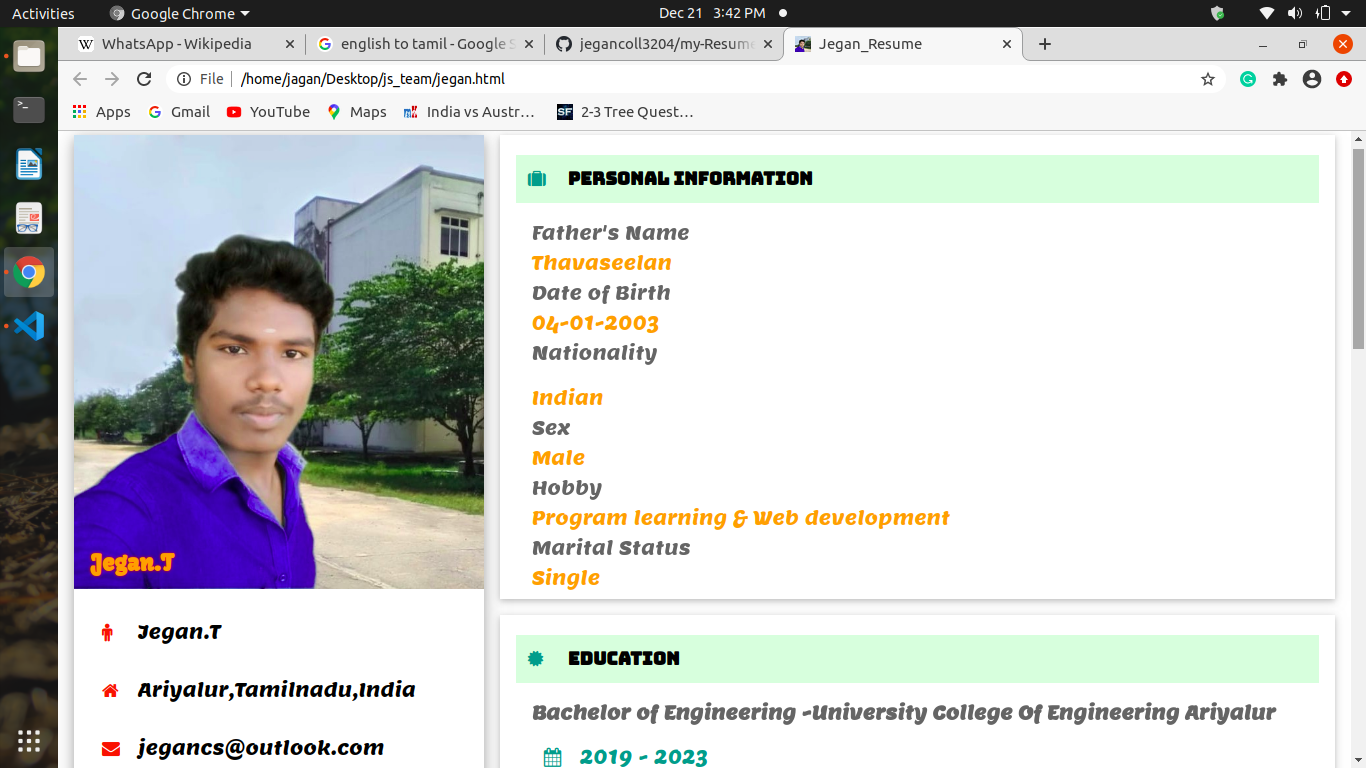 Activities
Google Chrome
Dec 21 3:42 PM
WhatsApp - Wikipedia
english to tamil - Google S
jegancoll3204/my-Resume
Jegan_Resume
File
/home/jagan/Desktop/js_team/jegan.html
Apps
Gmail
YouTube
Maps
India vs Austr…
SF
2-3 Tree Quest…
Jegan.T
Jegan.T
Ariyalur,Tamilnadu,India
jegancs@outlook.com
PERSONAL INFORMATION
Father's Name
Thavaseelan
Date of Birth
04-01-2003
Nationality
Indian
Sex
Male
Hobby
Program learning & Web development
Marital Status
Single
EDUCATION
Bachelor of Engineering -University College Of Engineering Ariyalur
2019 - 2023